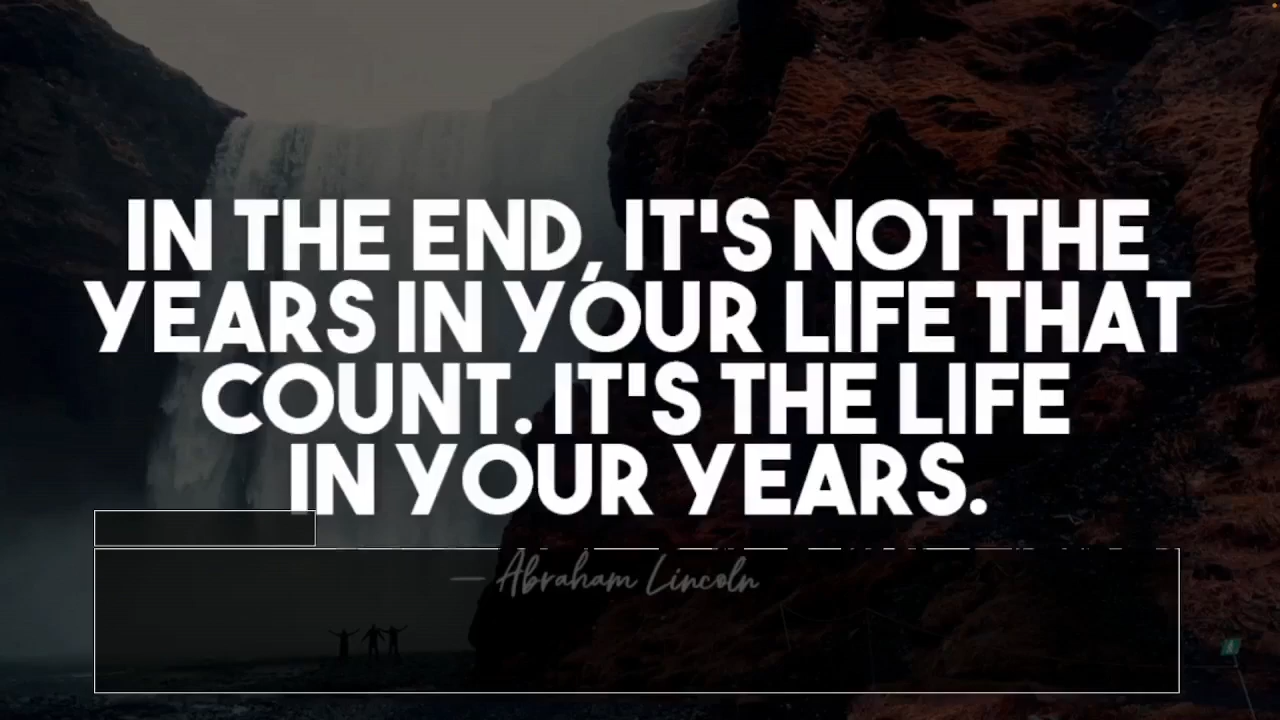 IN THE END, IT'S NOT THE
YEARS IN YOUR LIFE THAT
COUNT. IT'S THE LIFE
IN YOUR YEARS.
— Abraham Lincoln